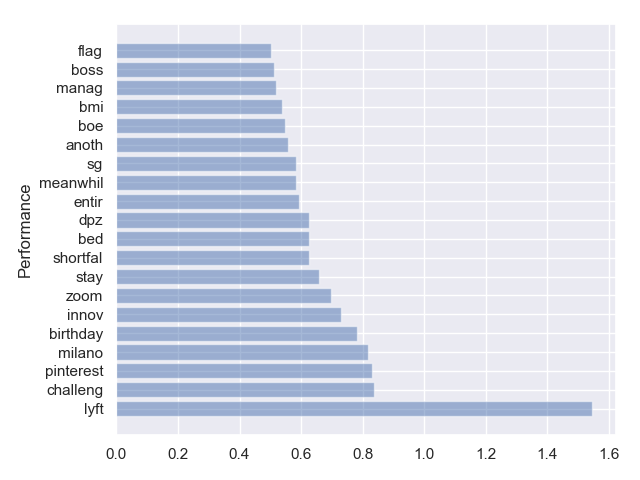 flag
boss
manag
bmi
boe
anoth
sg
meanwhil
entir
dpz
bed
shortfal
stay
zoom
innov
birthday
milano
pinterest
challeng
lyft
Performance
0.0 0.2 0.4 0.6 0.8 1.0 1.2 1.4 1.6